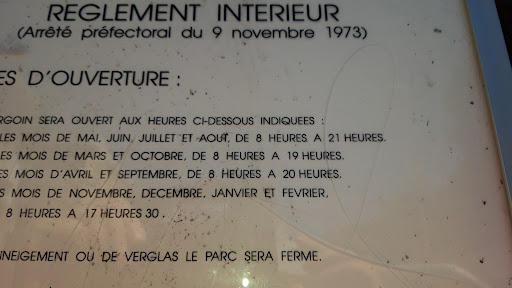 REGLEMENT INTERIEUR
(Arrêté préfectoral du 9 novembre 1973)
ES D'OUVERTURE :
RGOIN SERA OUVERT AUX HEURES CI-DESSOUS INDIQUEES :
LES MOIS DE MAI, JUIN, JUILLET ET AOUT, DE 8 HEURES A 21 HEURES.
ES MOIS DE MARS ET OCTOBRE, DE 8 HEURES A 19 HEURES.
ES MOIS D'AVRIL ET SEPTEMBRE, DE 8 HEURES A 20 HEURES.
S MOIS DE NOVEMBRE, DECEMBRE, JANVIER ET FEVRIER,
8 HEURES A 17 HEURES 30 .
NEIGEMENT OU DE VERGLAS LE PARC SERA FERME.